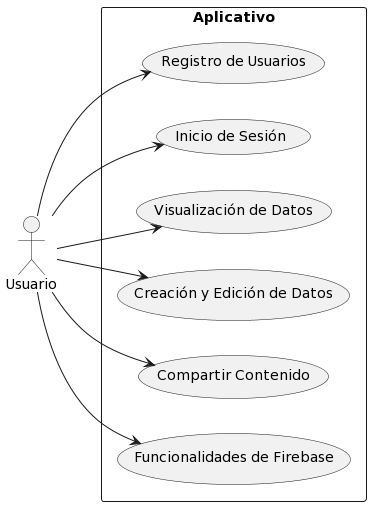 Aplicativo
Registro de Usuarios
Inicio de Sesión
Visualización de Datos
Usuario
Creación y Edición de Datos
Compartir Contenido
Funcionalidades de Firebase